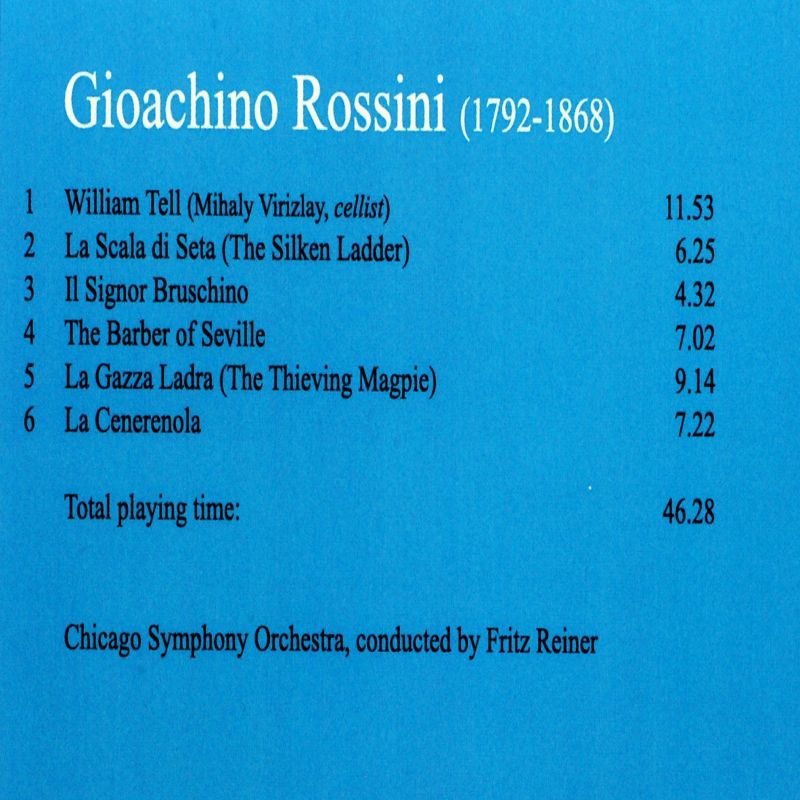 Gioachino Rossini (1792-1868)
1 William Tell (Mihaly Virizlay, cellist) 11.53
2 La Scala di Seta (The Silken Ladder) 6.25
3 Il Signor Bruschino 4.32
4 The Barber of Seville 7.02
5 La Gazza Ladra (The Thieving Magpie) 9.14
6 La Cenerenola 7.22
Total playing time: 46.28
Chicago Symphony Orchestra, conducted by Fritz Reiner